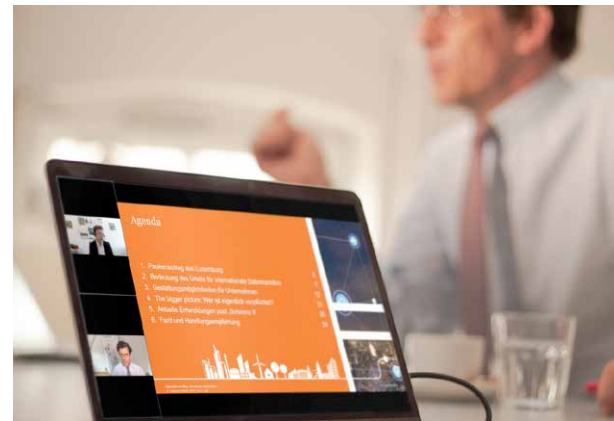 Agenda
1. Paukenschlag aus Luxemburg
2. Bedeutung des Urteils für internationale Datentransfers
3. Gestaltungsmöglichkeiten für Unternehmen
4. The bigger picture: Wer ist eigentlich verpflichtet?
5. Aktuelle Entwicklungen post „Schrems II
6. Fazit und Handlungsempfehlung